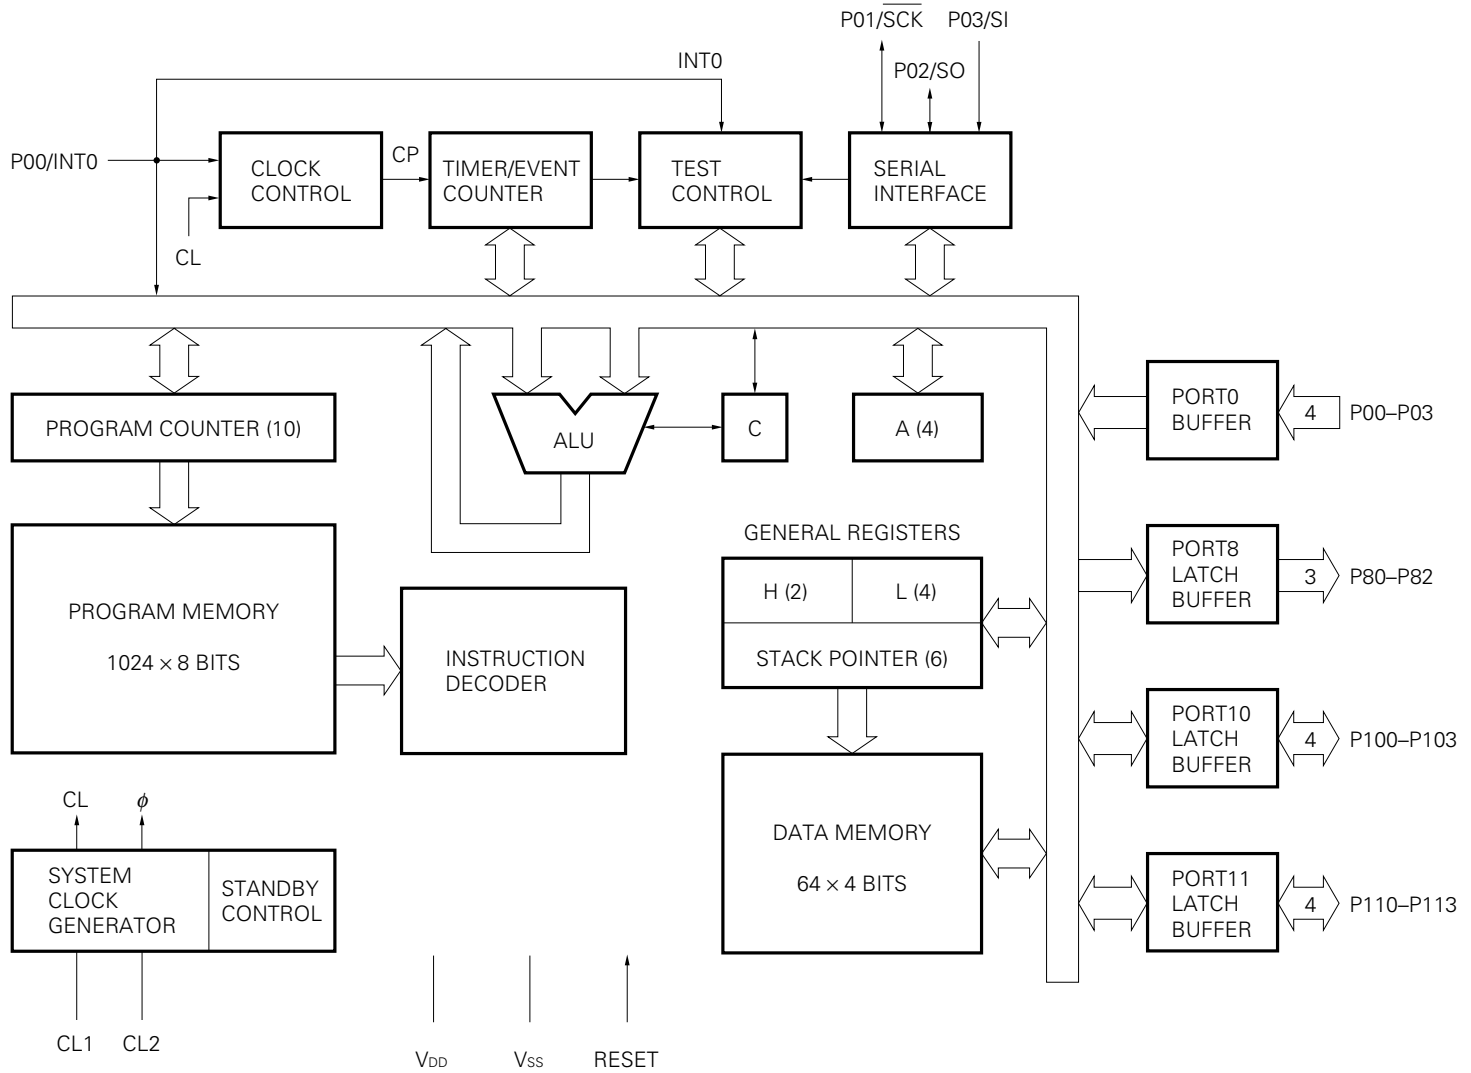 P01/SCK P03/SI
INT0
P02/SO
P00/INT0
CLOCK
CONTROL
CP
TIMER/EVENT
COUNTER
TEST
CONTROL
SERIAL
INTERFACE
CL
PROGRAM COUNTER (10)
ALU
C
A (4)
PORT0
BUFFER
4
P00–P03
PROGRAM MEMORY
1024 × 8 BITS
INSTRUCTION
DECODER
GENERAL REGISTERS
H (2)
L (4)
STACK POINTER (6)
PORT8
LATCH
BUFFER
3
P80–P82
PORT10
LATCH
BUFFER
4
P100–P103
DATA MEMORY
64 × 4 BITS
PORT11
LATCH
BUFFER
4
P110–P113
CL
ϕ
SYSTEM
CLOCK
GENERATOR
STANDBY
CONTROL
CL1
CL2
VDD
VSS
RESET